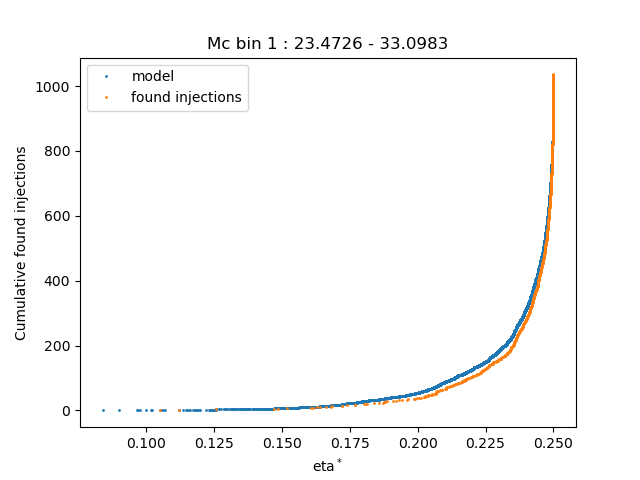 Mc bin 1 : 23.4726 - 33.0983
model
found injections
Cumulative found injections
1000
800
600
400
200
0
0.100 0.125 0.150 0.175 0.200 0.225 0.250
eta*